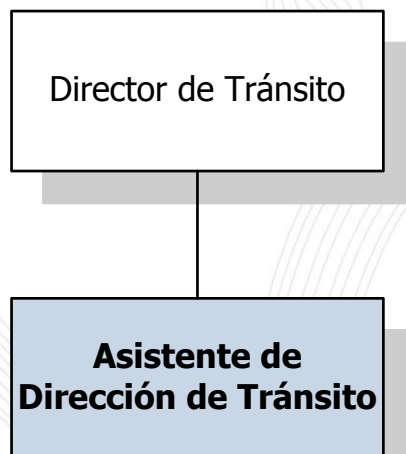 Director de Tránsito
Asistente de
Dirección de Tránsito